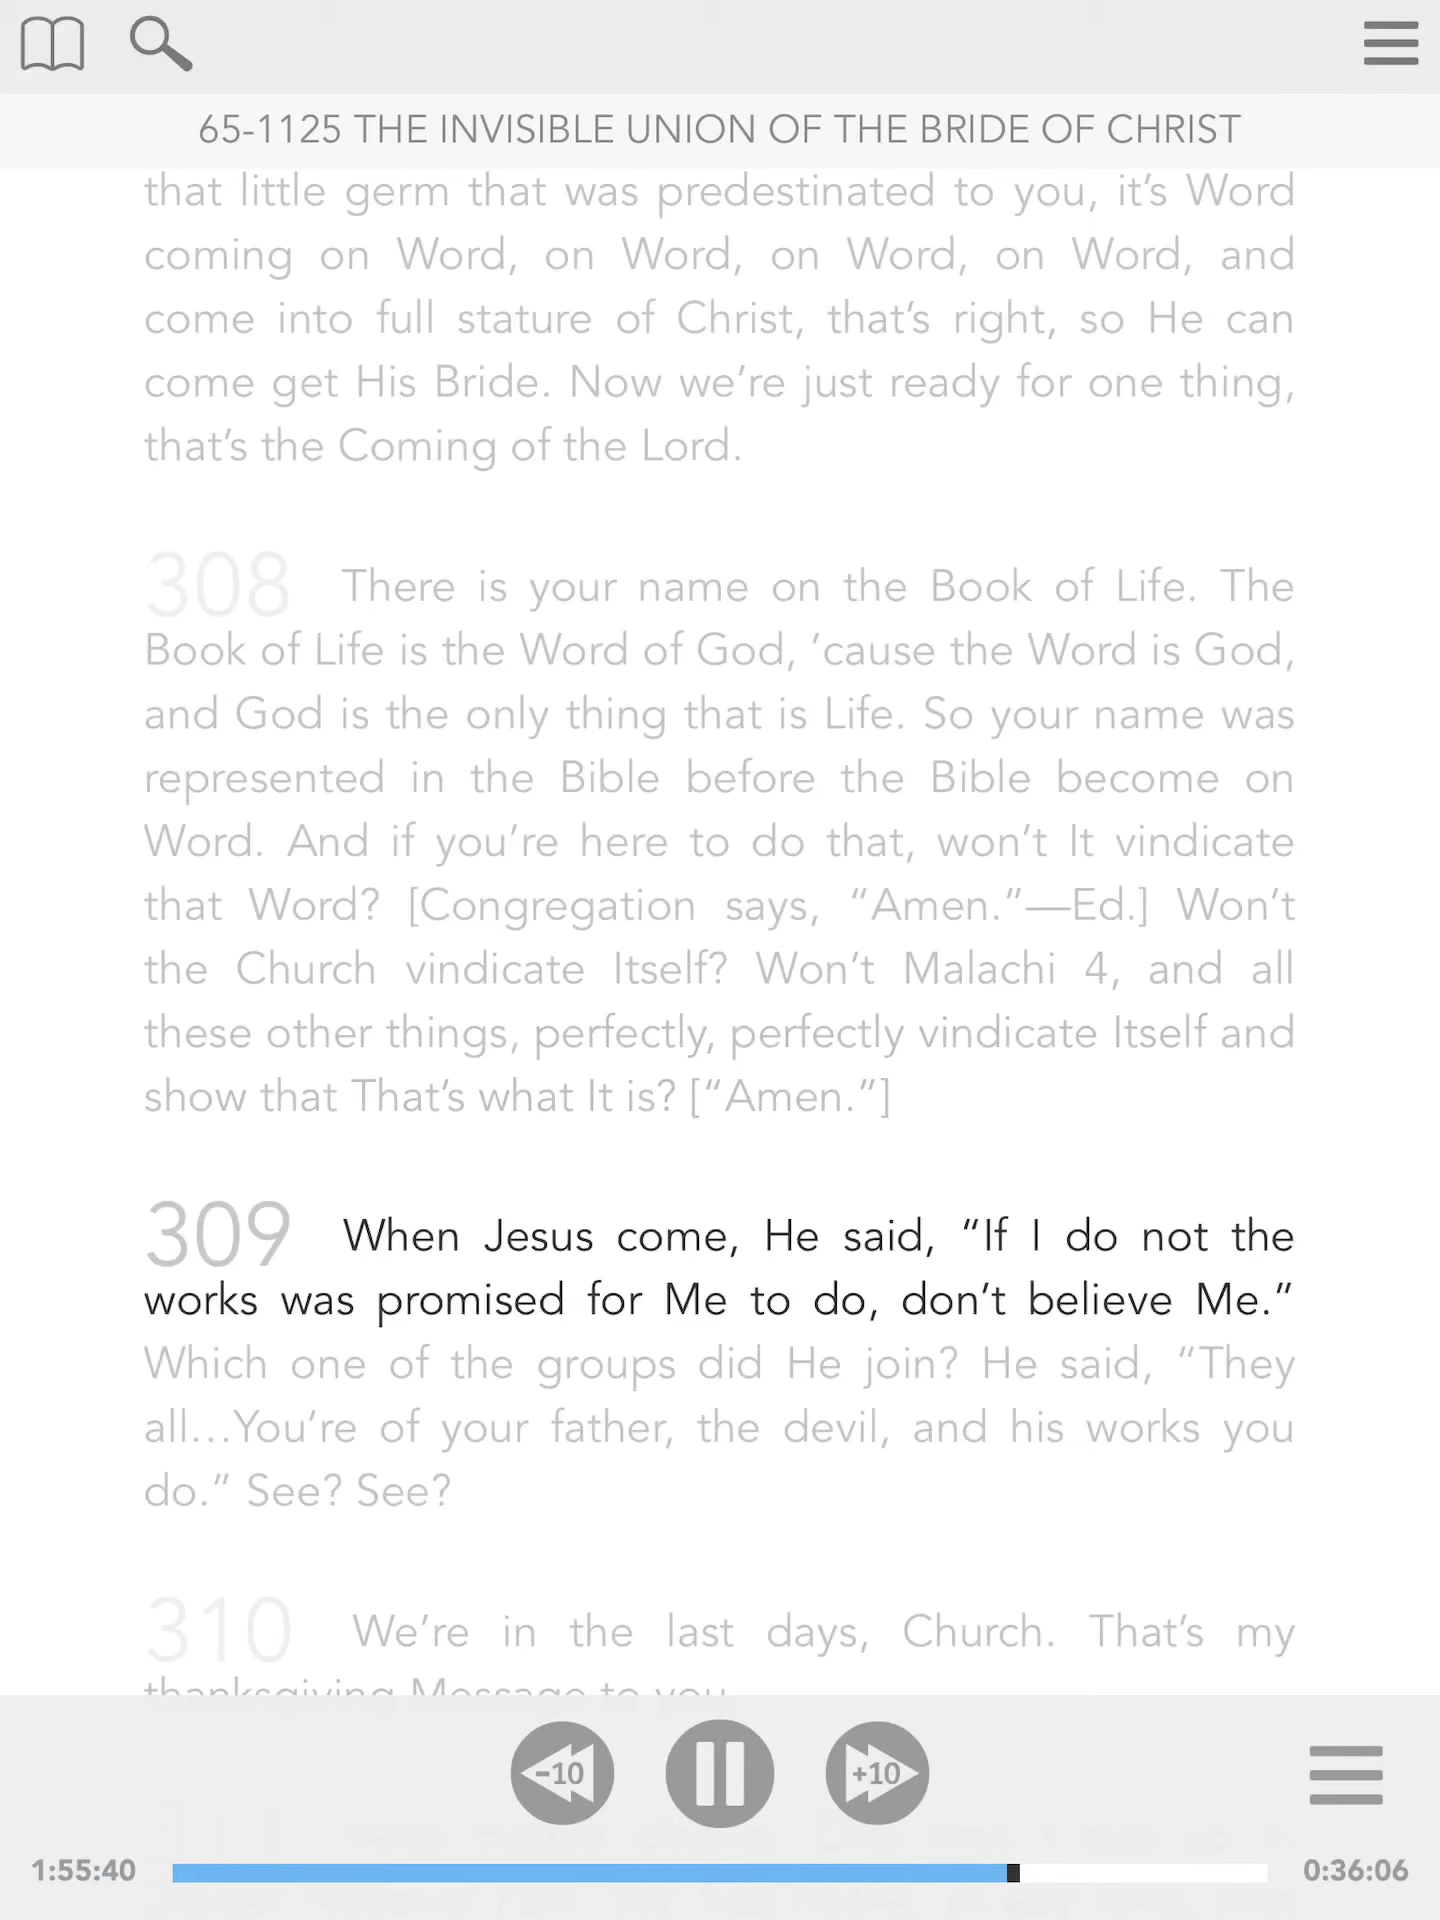 65-1125 THE INVISIBLE UNION OF THE BRIDE OF CHRIST
that little germ that was predestinated to you, it’s Word
coming on Word, on Word, on Word, on Word, and
come into full stature of Christ, that’s right, so He can
come get His Bride. Now we’re just ready for one thing,
that’s the Coming of the Lord.
308 There is your name on the Book of Life. The
Book of Life is the Word of God, ’cause the Word is God,
and God is the only thing that is Life. So your name was
represented in the Bible before the Bible become on
Word. And if you’re here to do that, won’t It vindicate
that Word? [Congregation says, “Amen.”—Ed.] Won’t
the Church vindicate Itself? Won’t Malachi 4, and all
these other things, perfectly, perfectly vindicate Itself and
show that That’s what It is? [“Amen.”]
309 When Jesus come, He said, “If I do not the
works was promised for Me to do, don’t believe Me.”
Which one of the groups did He join? He said, “They
all…You’re of your father, the devil, and his works you
do.” See? See?
310 We’re in the last days, Church. That’s my
thanksgiving Message to you
-10 +10
1:55:40 0:36:06